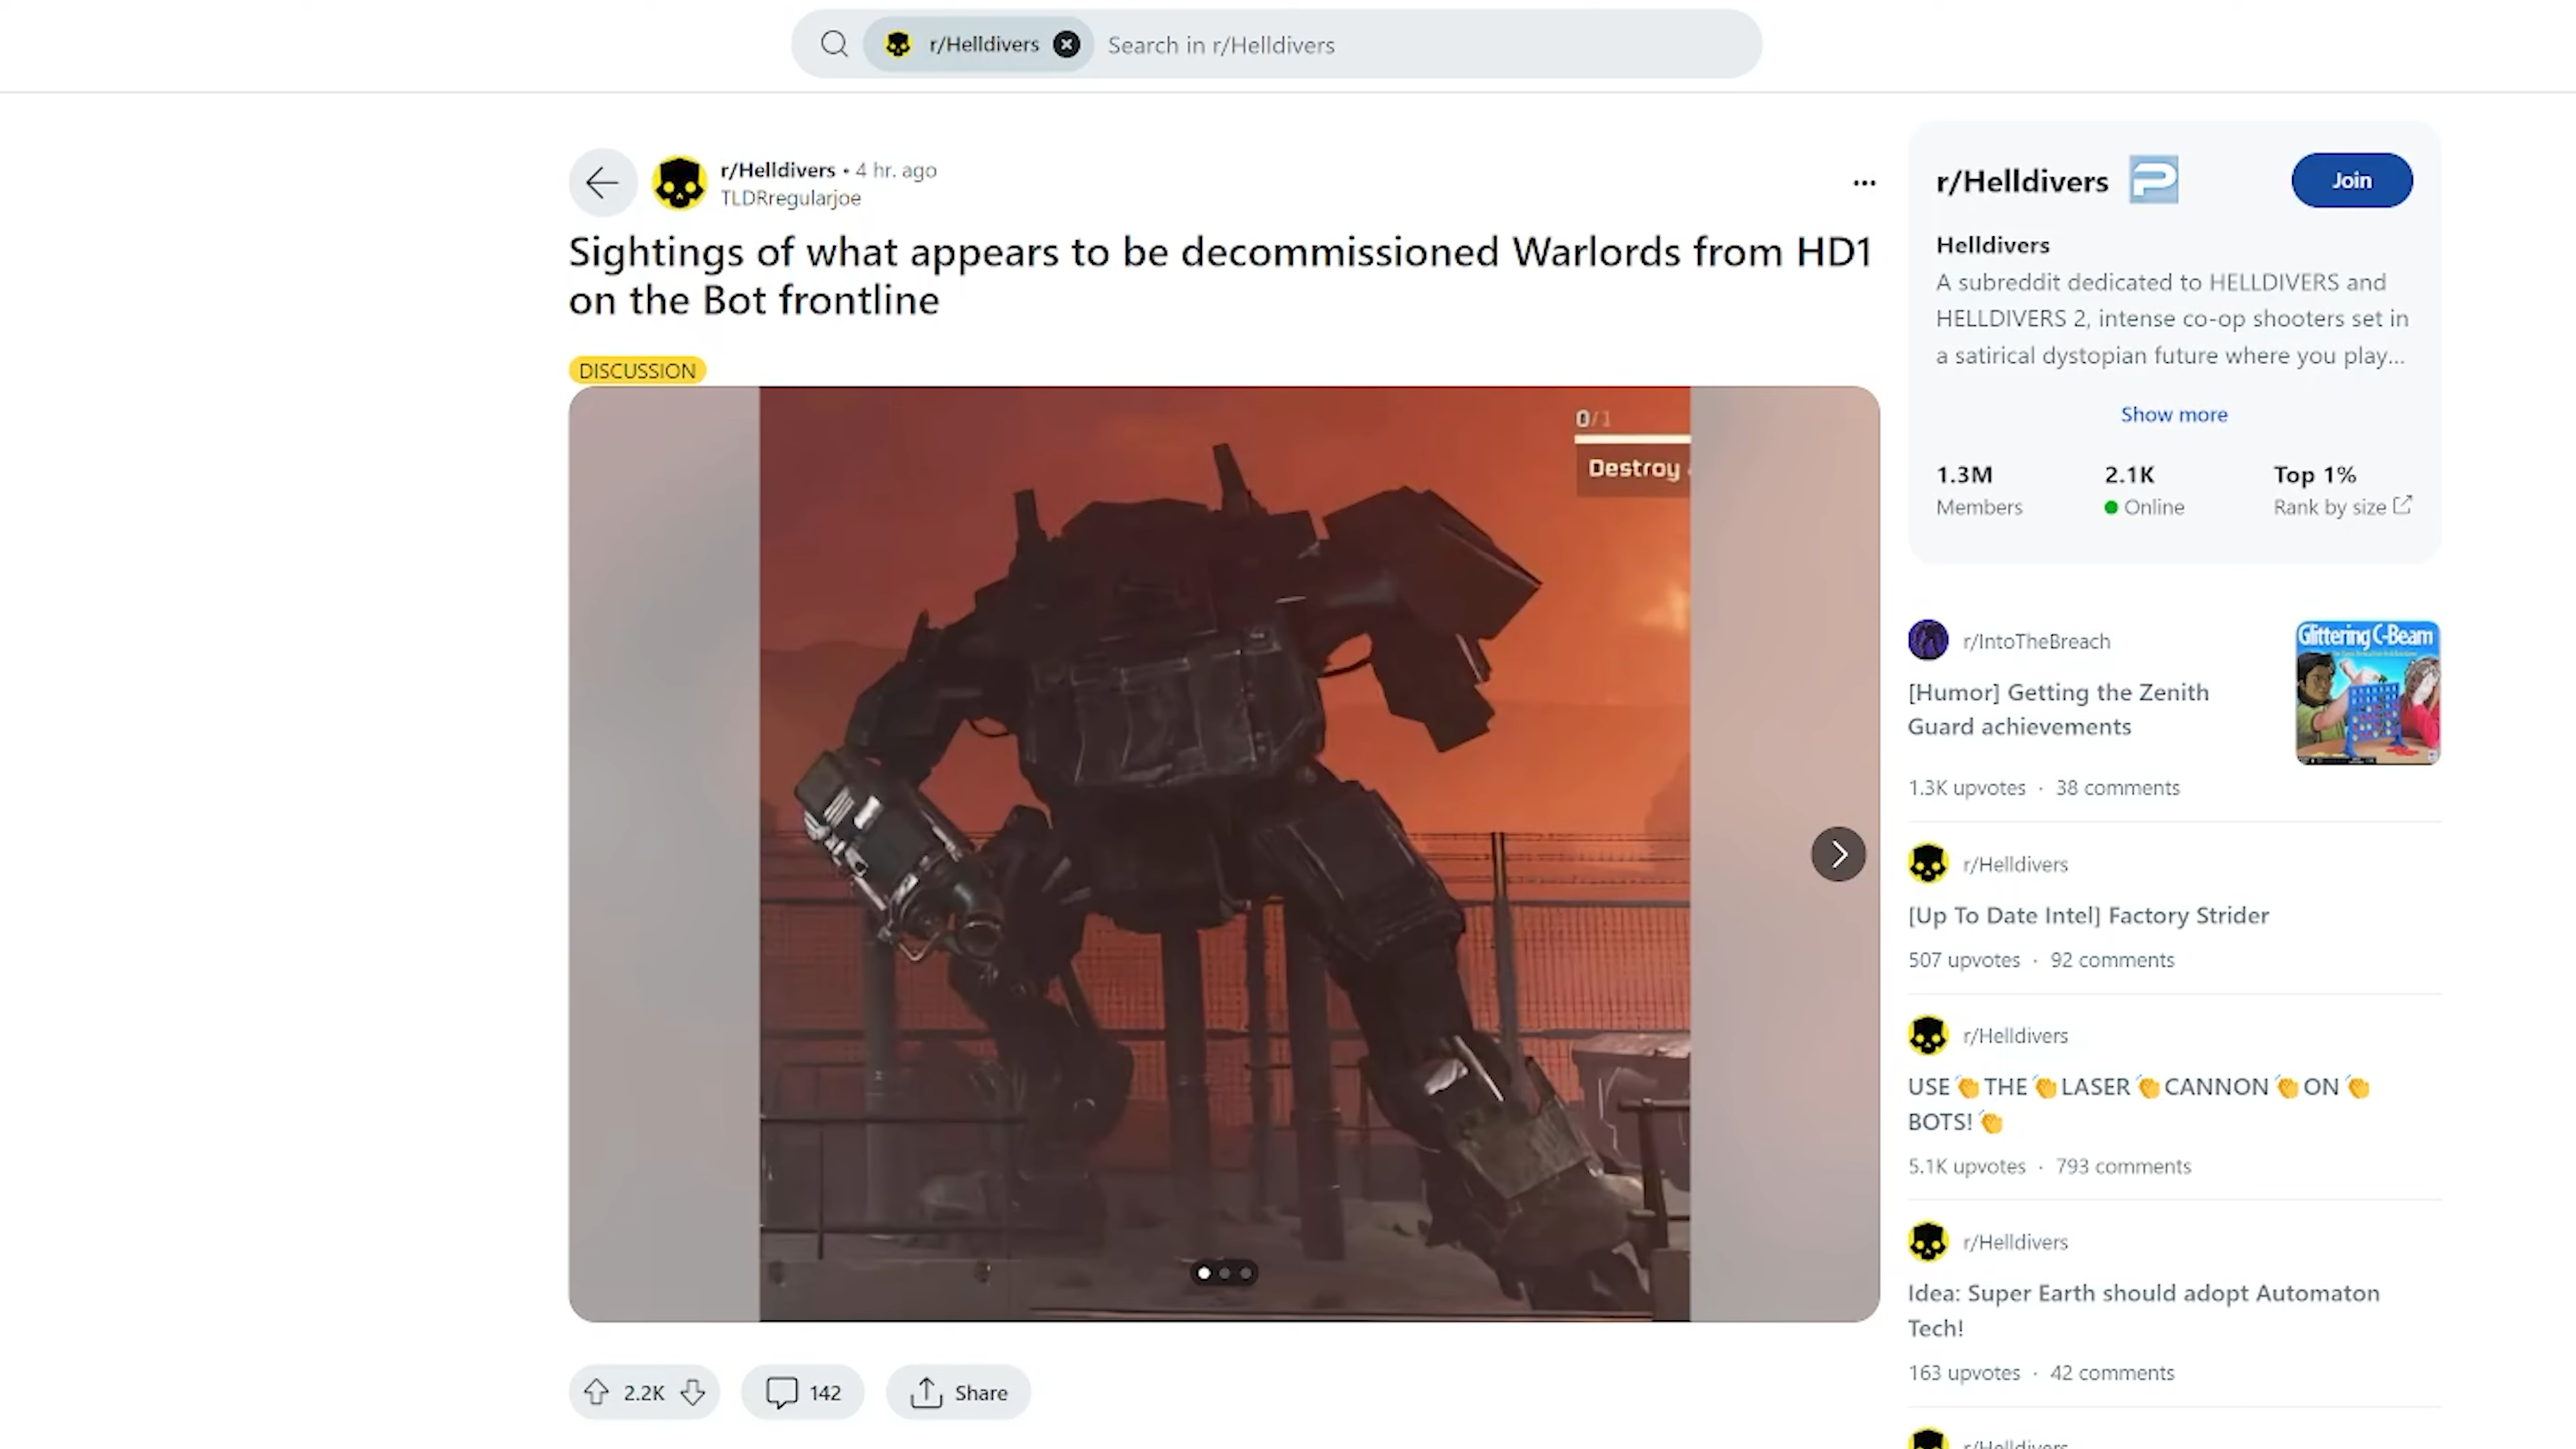 r/Helldivers
Search in r/Helldivers
r/Helldivers • 4 hr. ago
TLDRregularjoe
Sightings of what appears to be decommissioned Warlords from HD1
on the Bot frontline
DISCUSSION
0/1
Destroy
2.2K
142
Share
r/Helldivers
Join
Helldivers
A subreddit dedicated to HELLDIVERS and
HELLDIVERS 2, intense co-op shooters set in
a satirical dystopian future where you play...
Show more
1.3M 2.1K Top 1%
Members Online Rank by size
r/IntoTheBreach
[Humor] Getting the Zenith
Guard achievements
Glittering C-Beam
1.3K upvotes · 38 comments
r/Helldivers
[Up To Date Intel] Factory Strider
507 upvotes · 92 comments
r/Helldivers
USE👏THE👏LASER👏CANNON👏ON👏
BOTS!👏
5.1K upvotes · 793 comments
r/Helldivers
Idea: Super Earth should adopt Automaton
Tech!
163 upvotes · 42 comments